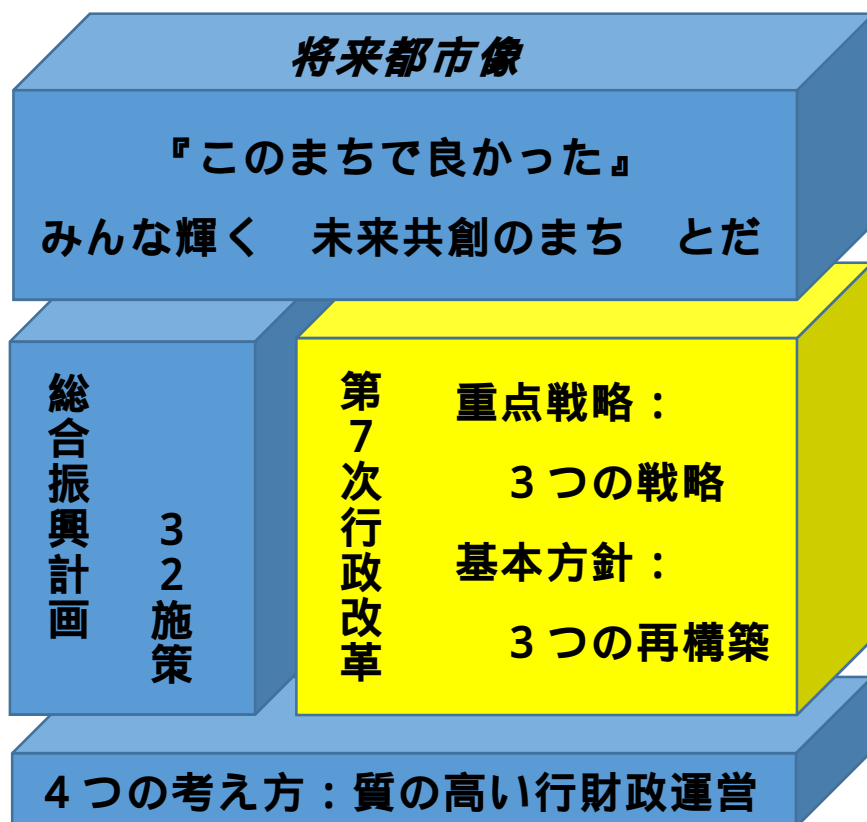 将来都市像
『このまちで良かった』
みんな輝く　未来共創のまち　とだ
総合振興計画
32施策
第7次行政改革
重点戦略：
３つの戦略
基本方針：
３つの再構築
４つの考え方：質の高い行財政運営